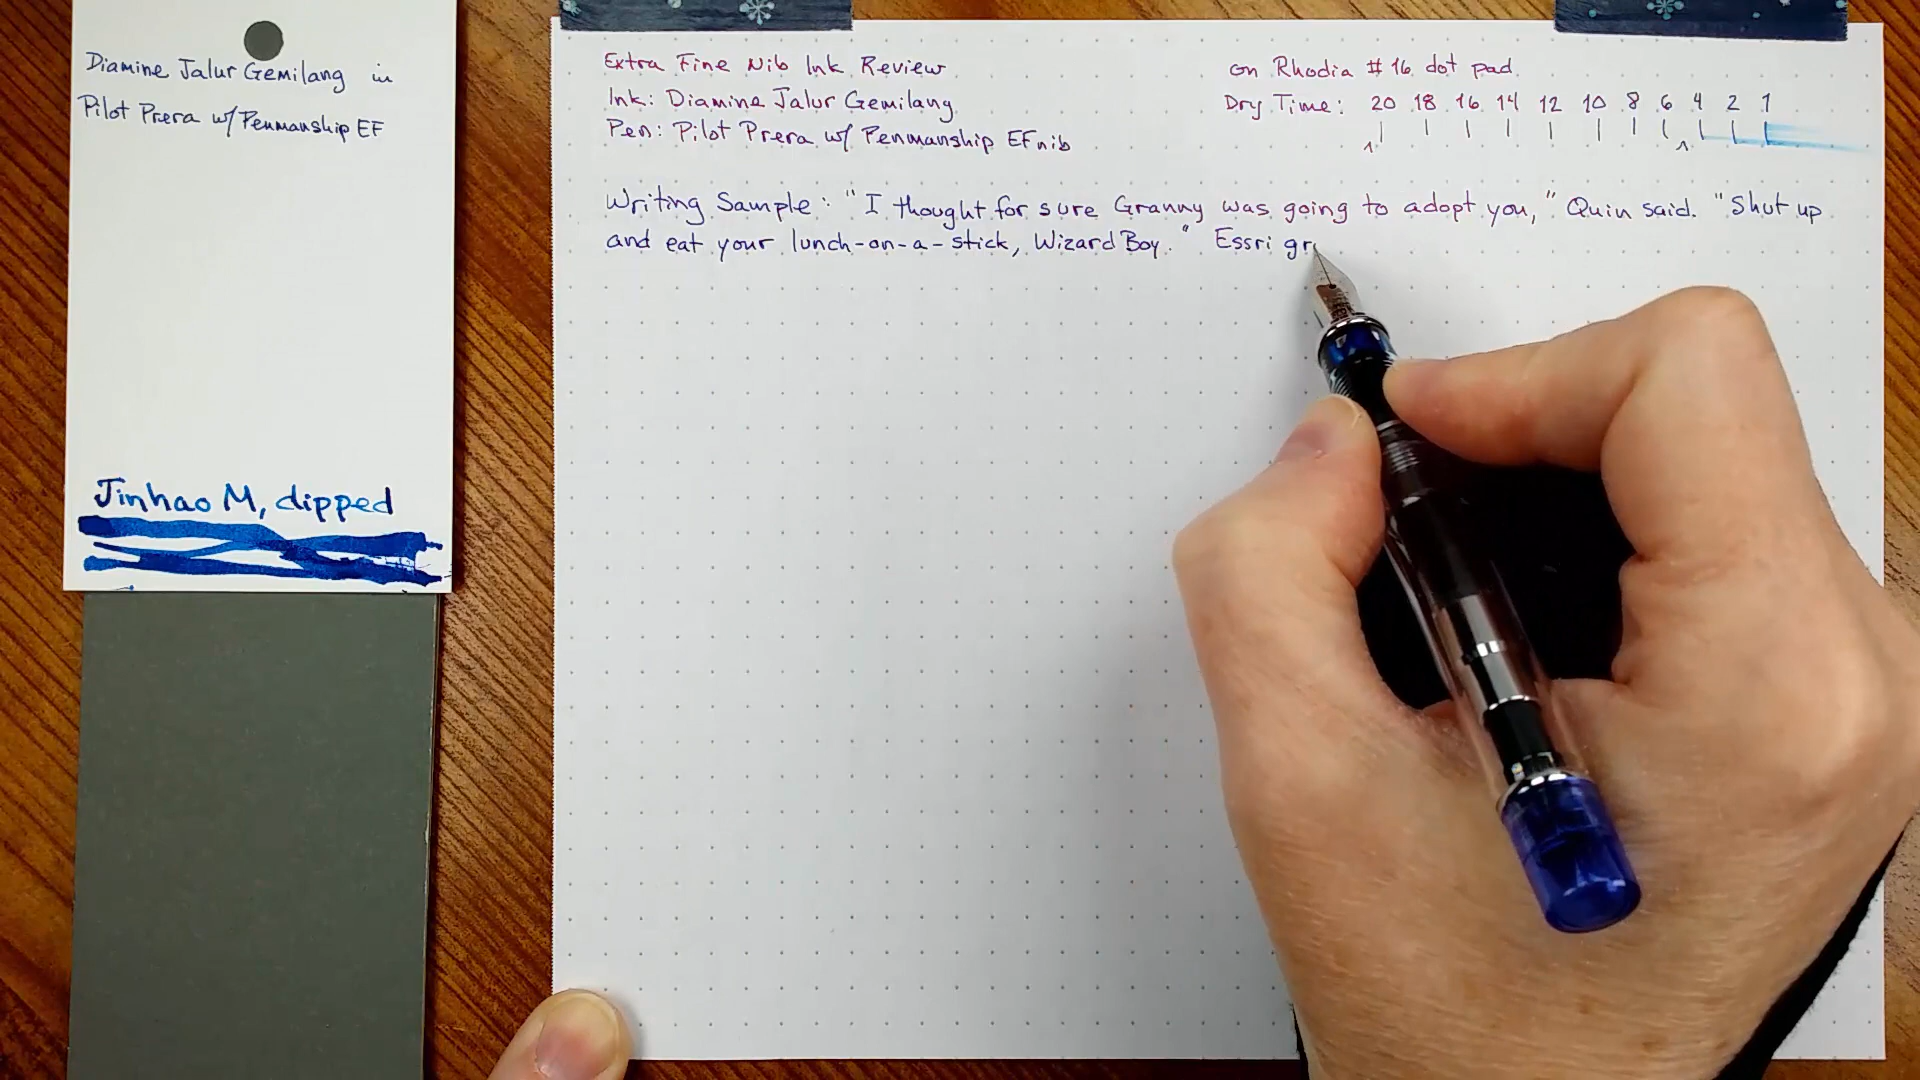 Diamine Jalur Gemilang in
Pilot Prera w/ Penmanship EF
Jinhao M, dipped
Extra Fine Nib Ink Review
Ink: Diamine Jalur Gemilang
Pen: Pilot Prera w/ Penmanship EF nib
on Rhodia #16 dot pad
Dry Time: 20 18 16 14 12 10 8 6 4 2 1
Writing Sample: "I thought for sure Granny was going to adopt you," Quin said. "Shut up
and eat your lunch-on-a-stick, Wizard Boy." Essri gr